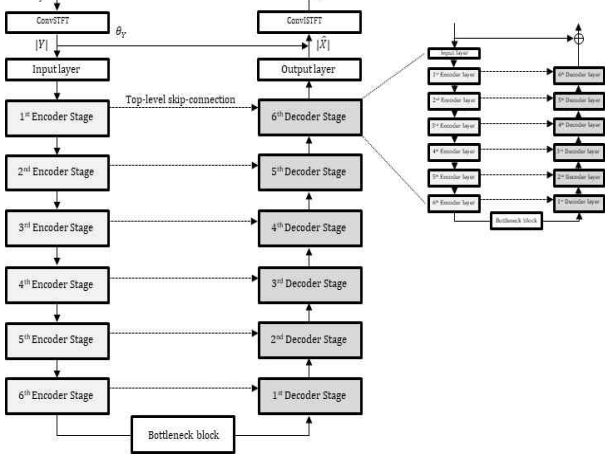 ConvSTFT
ConvISTFT
θ_Y
|Y|
|X̂|
Input layer
Output layer
Top-level skip-connection
1st Encoder Stage
6th Decoder Stage
2nd Encoder Stage
5th Decoder Stage
3rd Encoder Stage
4th Decoder Stage
4th Encoder Stage
3rd Decoder Stage
5th Encoder Stage
2nd Decoder Stage
6th Encoder Stage
1st Decoder Stage
Bottleneck block
Input layer
1st Encoder layer
6th Decoder layer
2nd Encoder layer
5th Decoder layer
3rd Encoder layer
4th Decoder layer
4th Encoder layer
3rd Decoder layer
5th Encoder layer
2nd Decoder layer
6th Encoder layer
1st Decoder layer
Bottleneck block